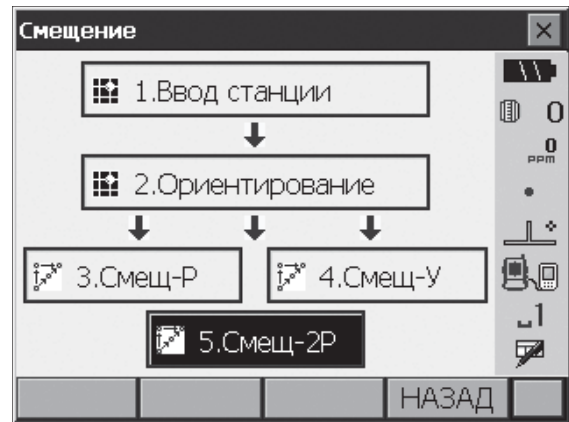 Смещение
1.Ввод станции
0
0
ppm
2.Ориентирование
3.Смещ-Р
4.Смещ-У
1
5.Смещ-2Р
НАЗАД